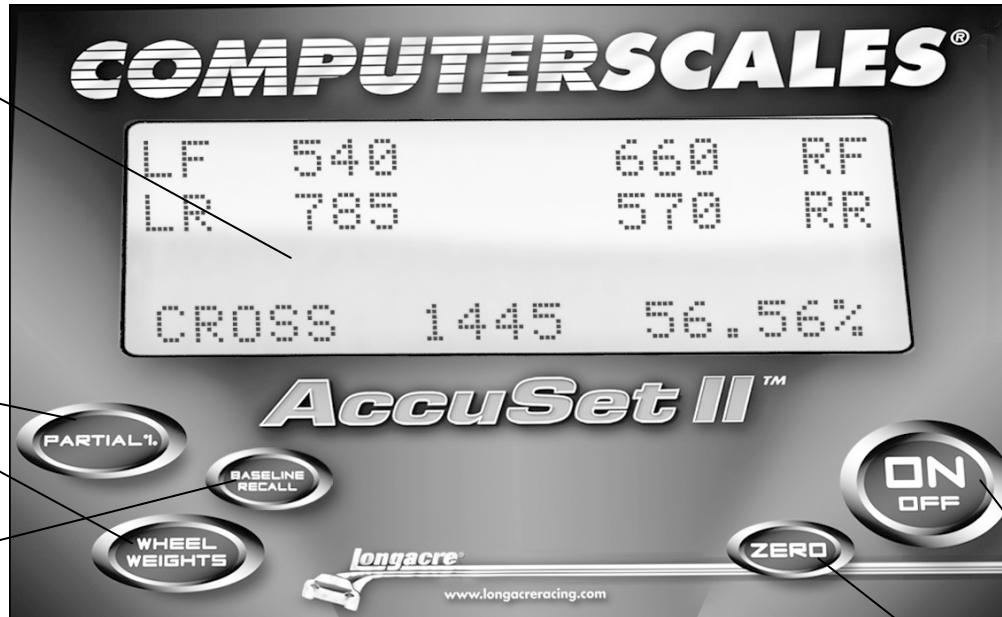 COMPUTERSCALES®
LF 540 660 RF
LR 785 570 RR
CROSS 1445 56.56%
AccuSet II™
PARTIAL%
BASELINE
RECALL
WHEEL
WEIGHTS
ON
OFF
ZERO
longacre®
www.longacreracing.com